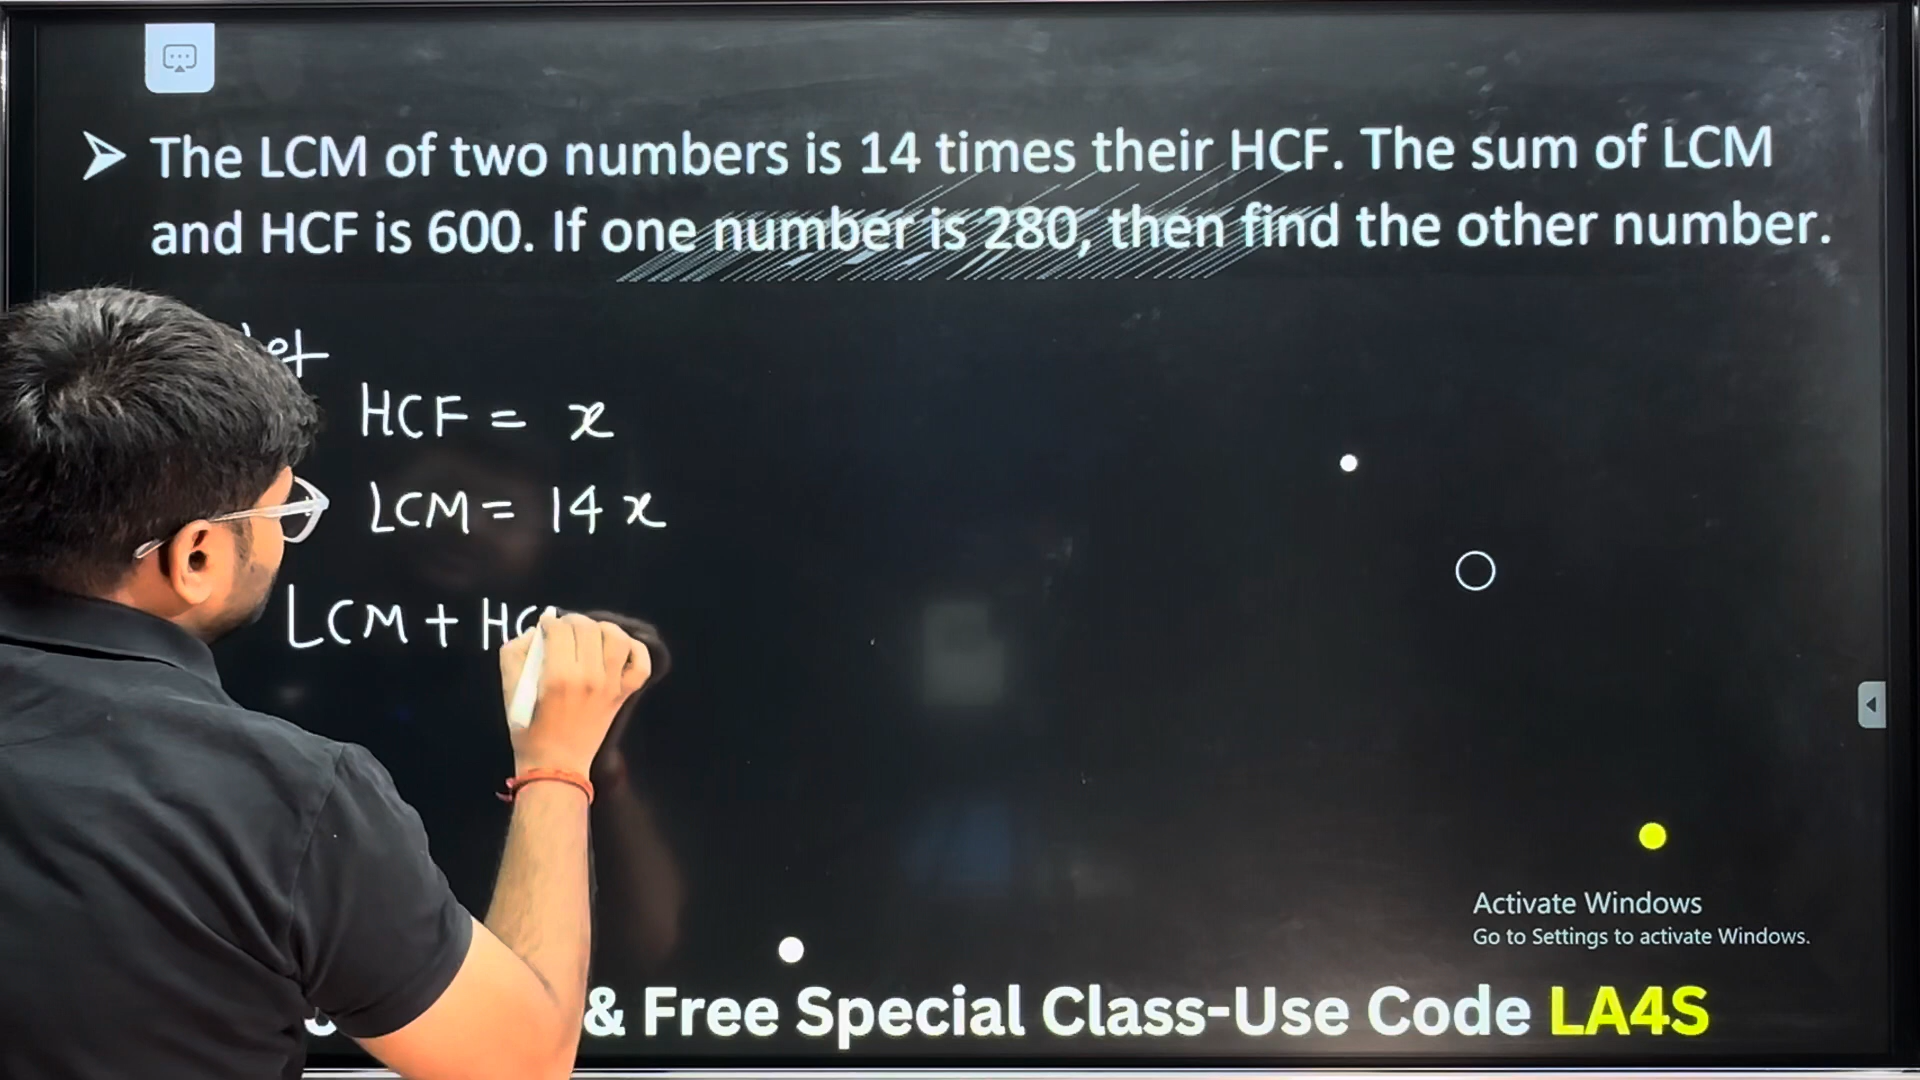 ➤ The LCM of two numbers is 14 times their HCF. The sum of LCM
and HCF is 600. If one number is 280, then find the other number.
HCF = x
LCM = 14 x
LCM + HC
Activate Windows
Go to Settings to activate Windows.
& Free Special Class-Use Code LA4S